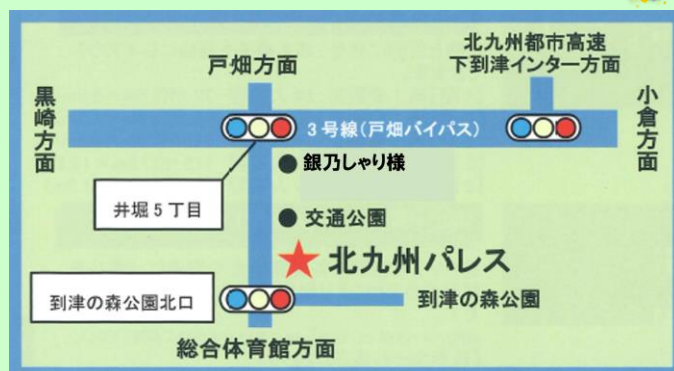 北九州都市高速
下到津インター方面
戸畑方面
黒崎方面
小倉方面
3号線(戸畑バイパス)
銀乃しゃり様
井堀5丁目
交通公園
北九州パレス
到津の森公園北口
到津の森公園
総合体育館方面